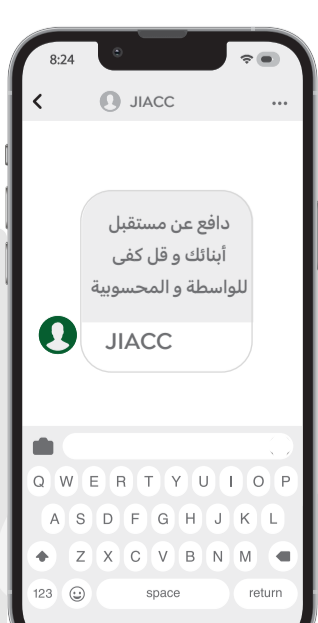 8:24
JIACC
دافع عن مستقبل
أبنائك و قل كفى
للواسطة و المحسوبية
JIACC
Q W E R T Y U I O P
A S D F G H J K L
Z X C V B N M
123 space return